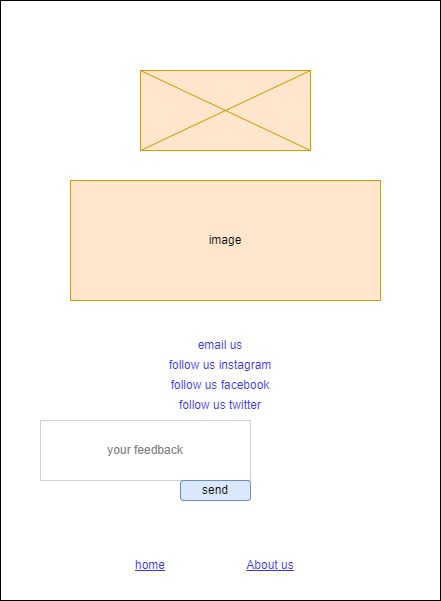 image
email us
follow us instagram
follow us facebook
follow us twitter
your feedback
send
home About us